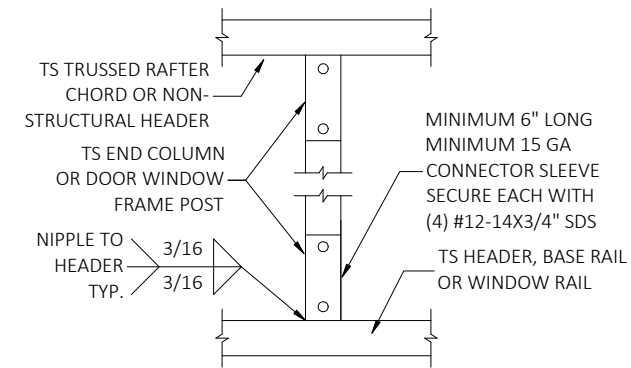 TS TRUSSED RAFTER
CHORD OR NON-
STRUCTURAL HEADER
TS END COLUMN
OR DOOR WINDOW
FRAME POST
MINIMUM 6" LONG
MINIMUM 15 GA
CONNECTOR SLEEVE
SECURE EACH WITH
(4) #12-14X3/4" SDS
NIPPLE TO
HEADER
TYP.
3/16
3/16
TS HEADER, BASE RAIL
OR WINDOW RAIL